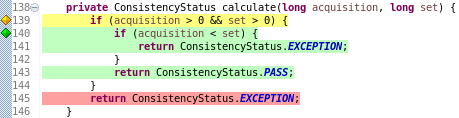 138 private ConsistencyStatus calculate(long acquisition, long set) {
139 if (acquisition > 0 && set > 0) {
140 if (acquisition < set) {
141 return ConsistencyStatus.EXCEPTION;
142 }
143 return ConsistencyStatus.PASS;
144 }
145 return ConsistencyStatus.EXCEPTION;
146 }